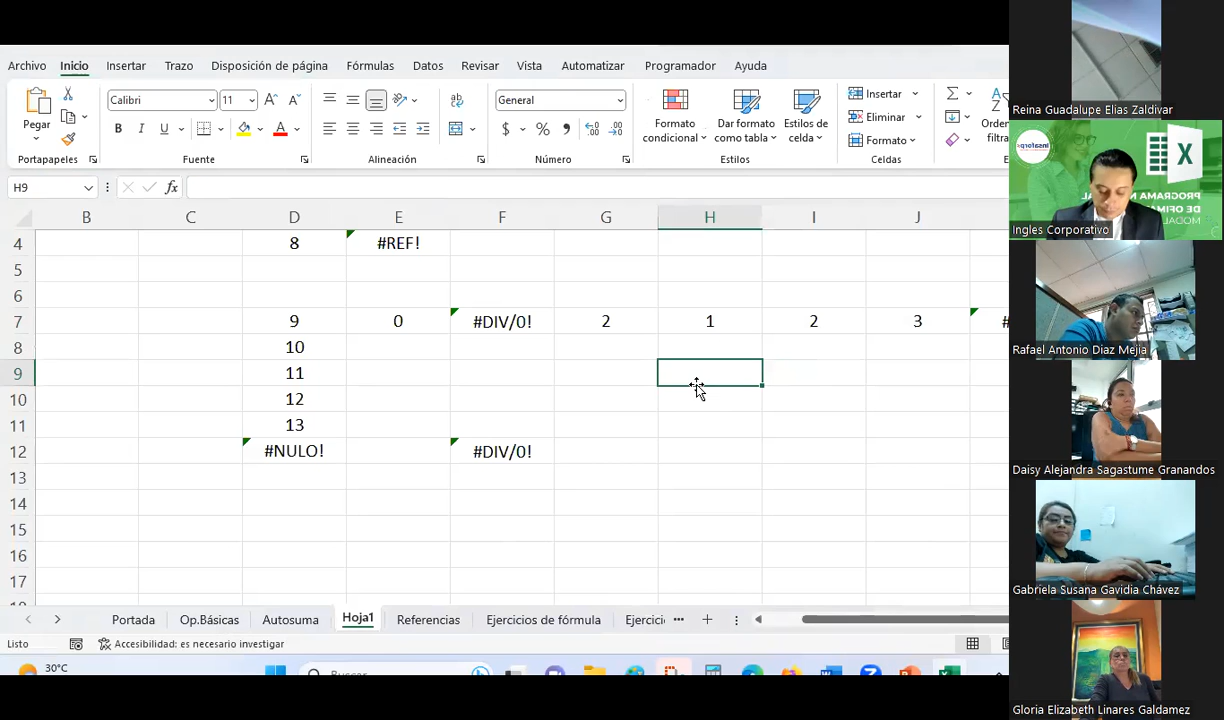 Archivo Inicio Insertar Trazo Disposición de página Fórmulas Datos Revisar Vista Automatizar Programador Ayuda
Pegar
Calibri 11
General
Formato condicional
Dar formato como tabla
Estilos de celda
Insertar
Eliminar
Formato
Portapapeles Fuente Alineación Número Estilos Celdas
H9 fx
B C D E F G H I J
4 8 #REF!
5
6
7 9 0 #DIV/0! 2 1 2 3
8 10
9 11
10 12
11 13
12 #NULO! #DIV/0!
13
14
15
16
17
Portada Op.Básicas Autosuma Hoja1 Referencias Ejercicios de fórmula
Listo Accesibilidad: es necesario investigar
30°C
Buscar
Reina Guadalupe Elias Zaldivar
Insaforp
PROGRAMA
DE OFIMA
Ingles Corporativo
Rafael Antonio Diaz Mejia
Daisy Alejandra Sagastume Granandos
Gabriela Susana Gavidia Chávez
Gloria Elizabeth Linares Galdamez